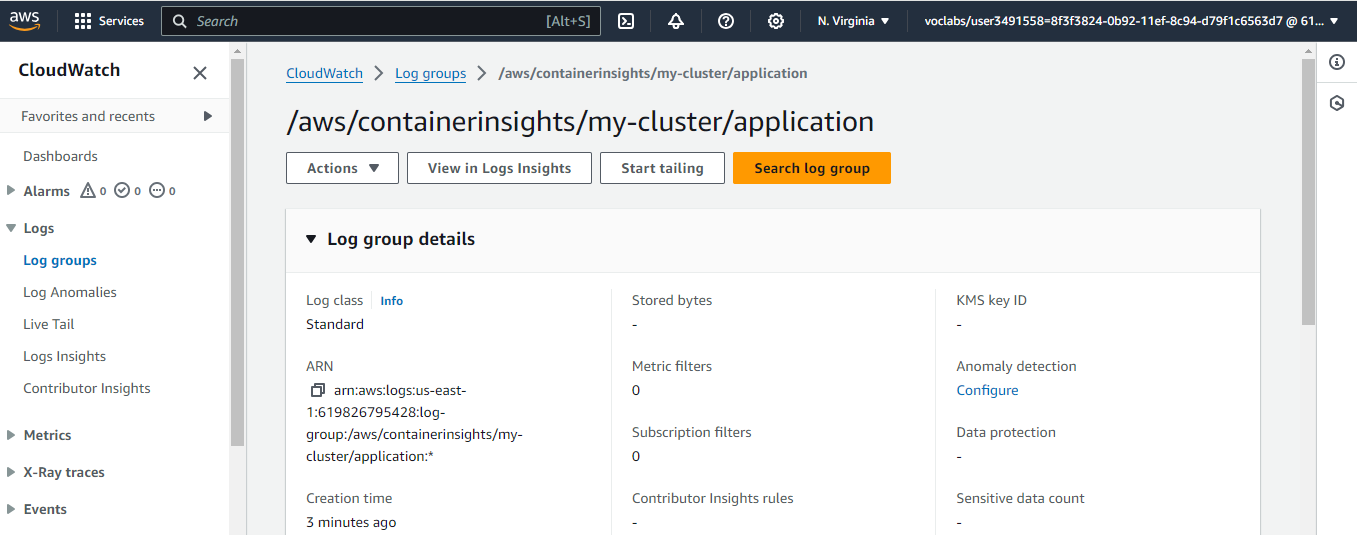 aws
Services
Search [Alt+S]
N. Virginia
voclabs/user3491558=8f3f3824-0b92-11ef-8c94-d79f1c6563d7 @ 61...
CloudWatch
Favorites and recents
Dashboards
Alarms 0 0 0
Logs
Log groups
Log Anomalies
Live Tail
Logs Insights
Contributor Insights
Metrics
X-Ray traces
Events
CloudWatch > Log groups > /aws/containerinsights/my-cluster/application
/aws/containerinsights/my-cluster/application
Actions View in Logs Insights Start tailing Search log group
Log group details
Log class Info
Standard
ARN
arn:aws:logs:us-east-
1:619826795428:log-
group:/aws/containerinsights/my-
cluster/application:*
Creation time
3 minutes ago
Stored bytes
-
Metric filters
0
Subscription filters
0
Contributor Insights rules
-
KMS key ID
-
Anomaly detection
Configure
Data protection
-
Sensitive data count
-